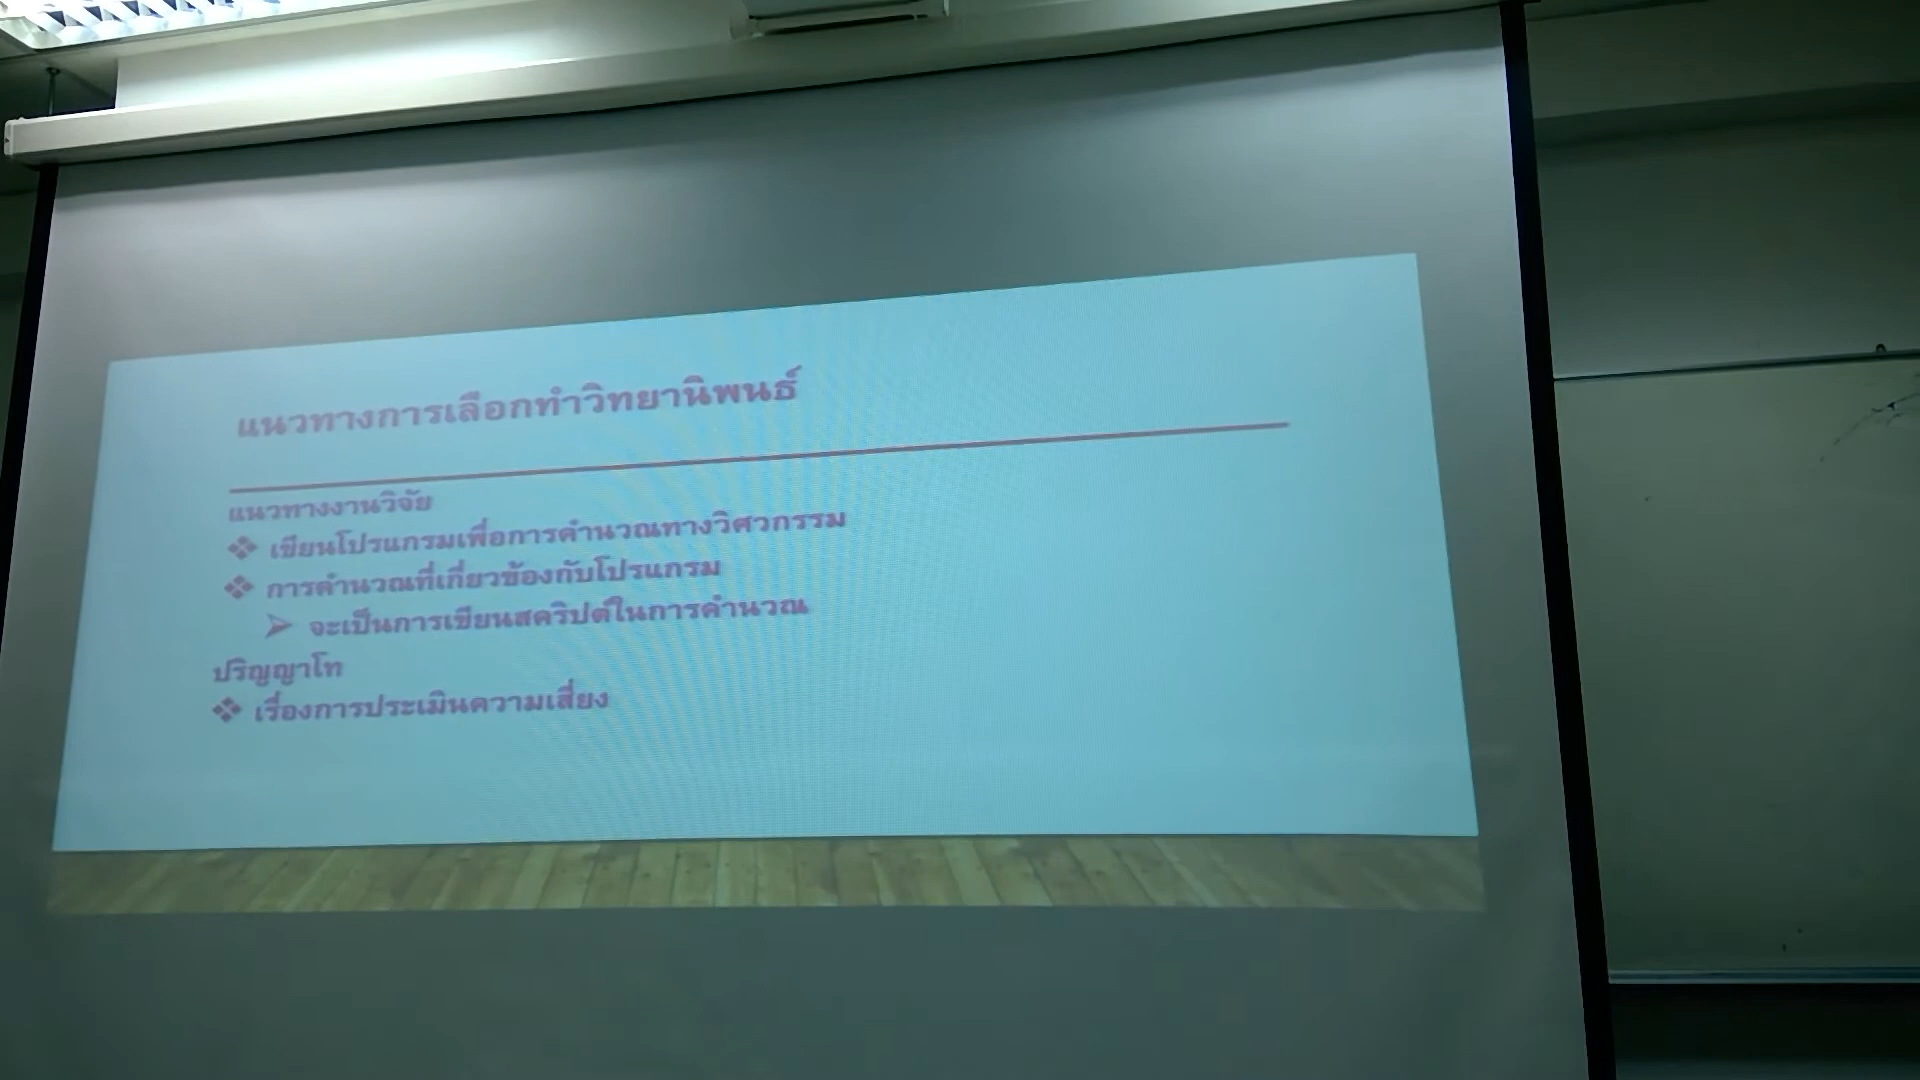 แนวทางการเลือกทำวิทยานิพนธ์
แนวทางงานวิจัย
❖ เขียนโปรแกรมเพื่อการคำนวณทางวิศวกรรม
❖ การคำนวณที่เกี่ยวข้องกับโปรแกรม
➢ จะเป็นการเขียนสคริปต์ในการคำนวณ
ปริญญาโท
❖ เรื่องการประเมินความเสี่ยง